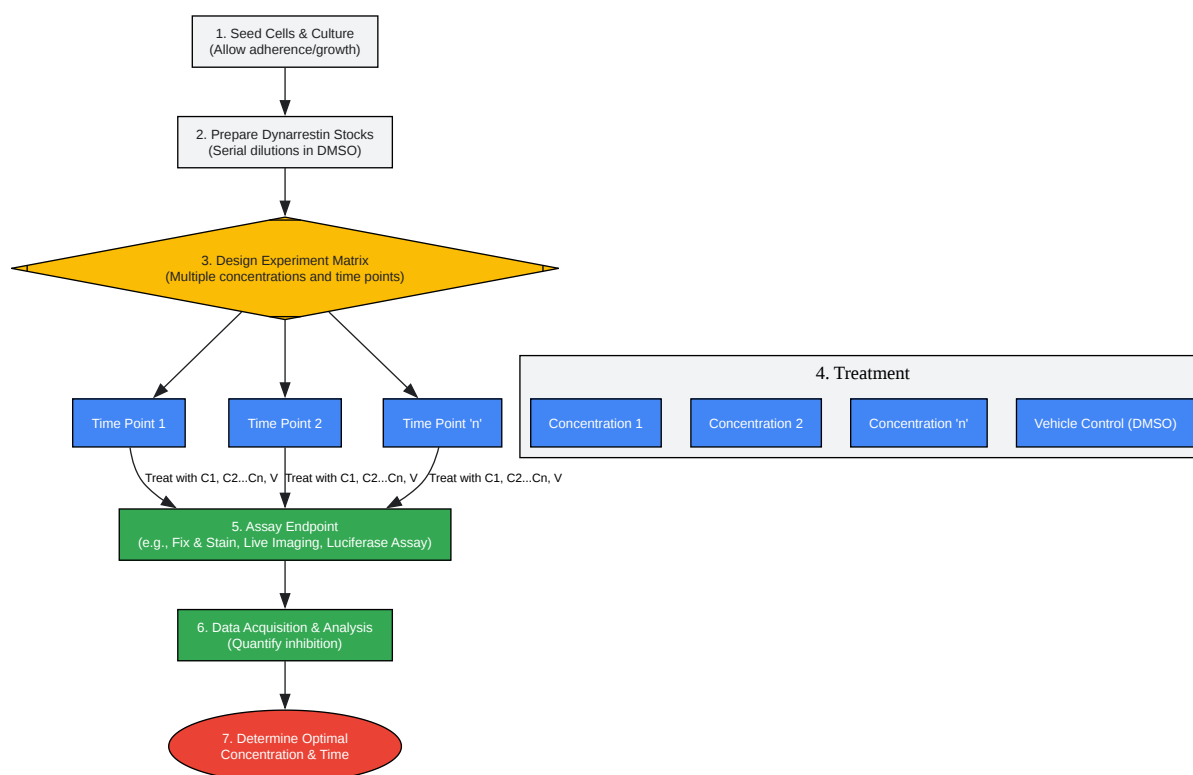 1. Seed Cells & Culture
(Allow adherence/growth)
2. Prepare Dynarrestin Stocks
(Serial dilutions in DMSO)
3. Design Experiment Matrix
(Multiple concentrations and time points)
4. Treatment
Time Point 1
Time Point 2
Time Point 'n'
Concentration 1
Concentration 2
Concentration 'n'
Vehicle Control (DMSO)
Treat with C1, C2...Cn, V
Treat with C1, C2...Cn, V
Treat with C1, C2...Cn, V
5. Assay Endpoint
(e.g., Fix & Stain, Live Imaging, Luciferase Assay)
6. Data Acquisition & Analysis
(Quantify inhibition)
7. Determine Optimal
Concentration & Time